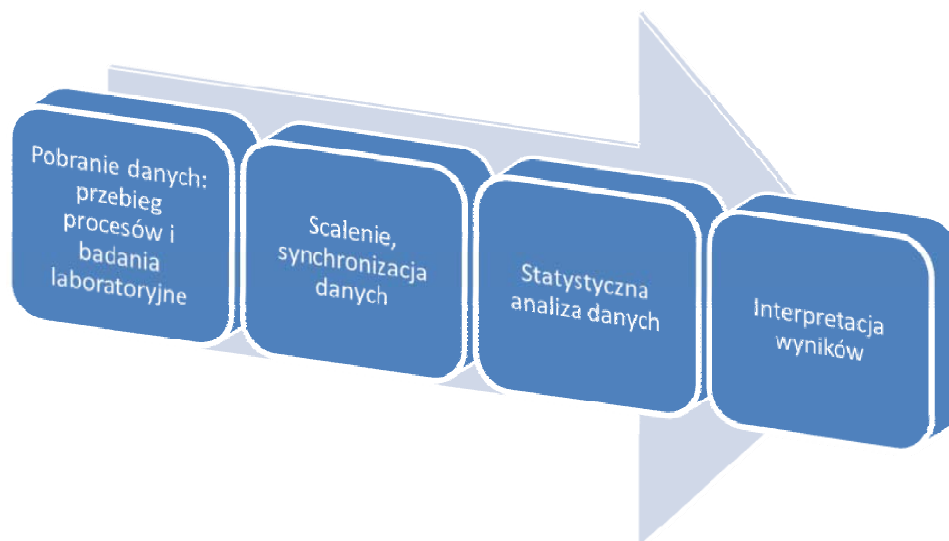 Pobranie danych:
przebieg
procesów i
badania
laboratoryjne
Scalenie,
synchronizacja
danych
Statystyczna
analiza danych
Interpretacja
wyników